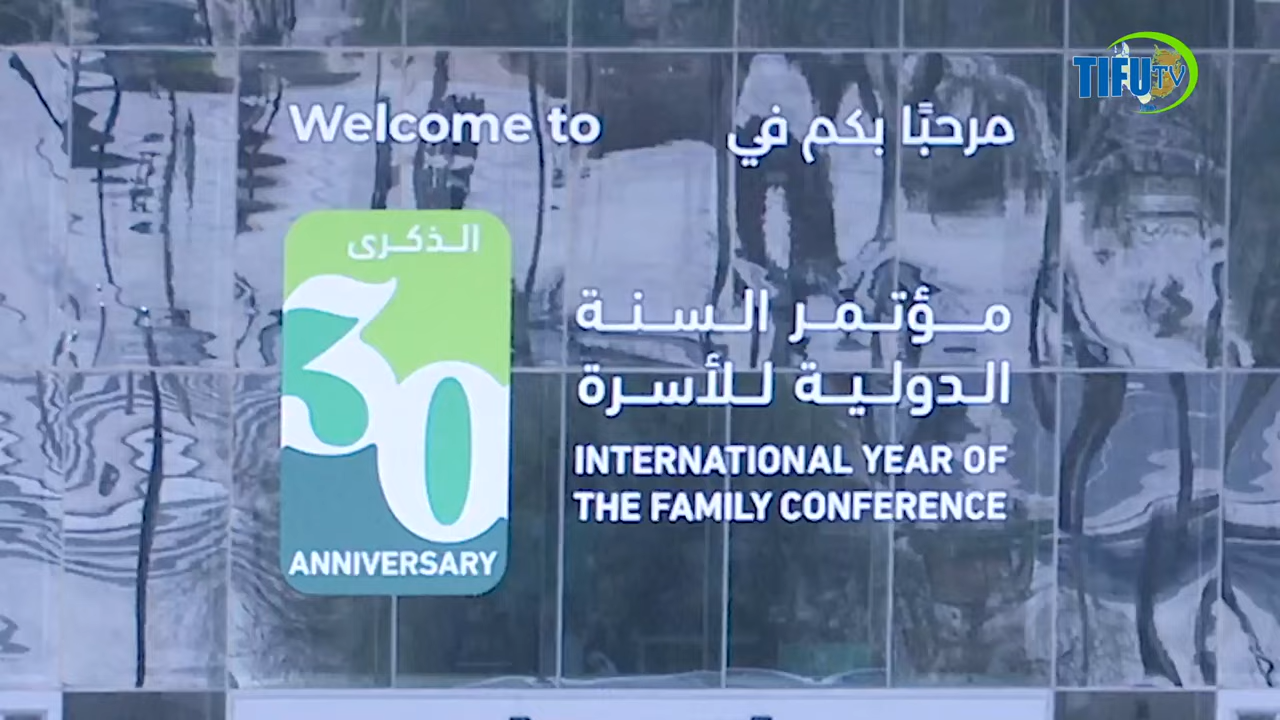 TIFU TV
Welcome to
مرحبًا بكم في
الذكرى
30
ANNIVERSARY
مؤتمر السنة
الدولية للأسرة
INTERNATIONAL YEAR OF
THE FAMILY CONFERENCE